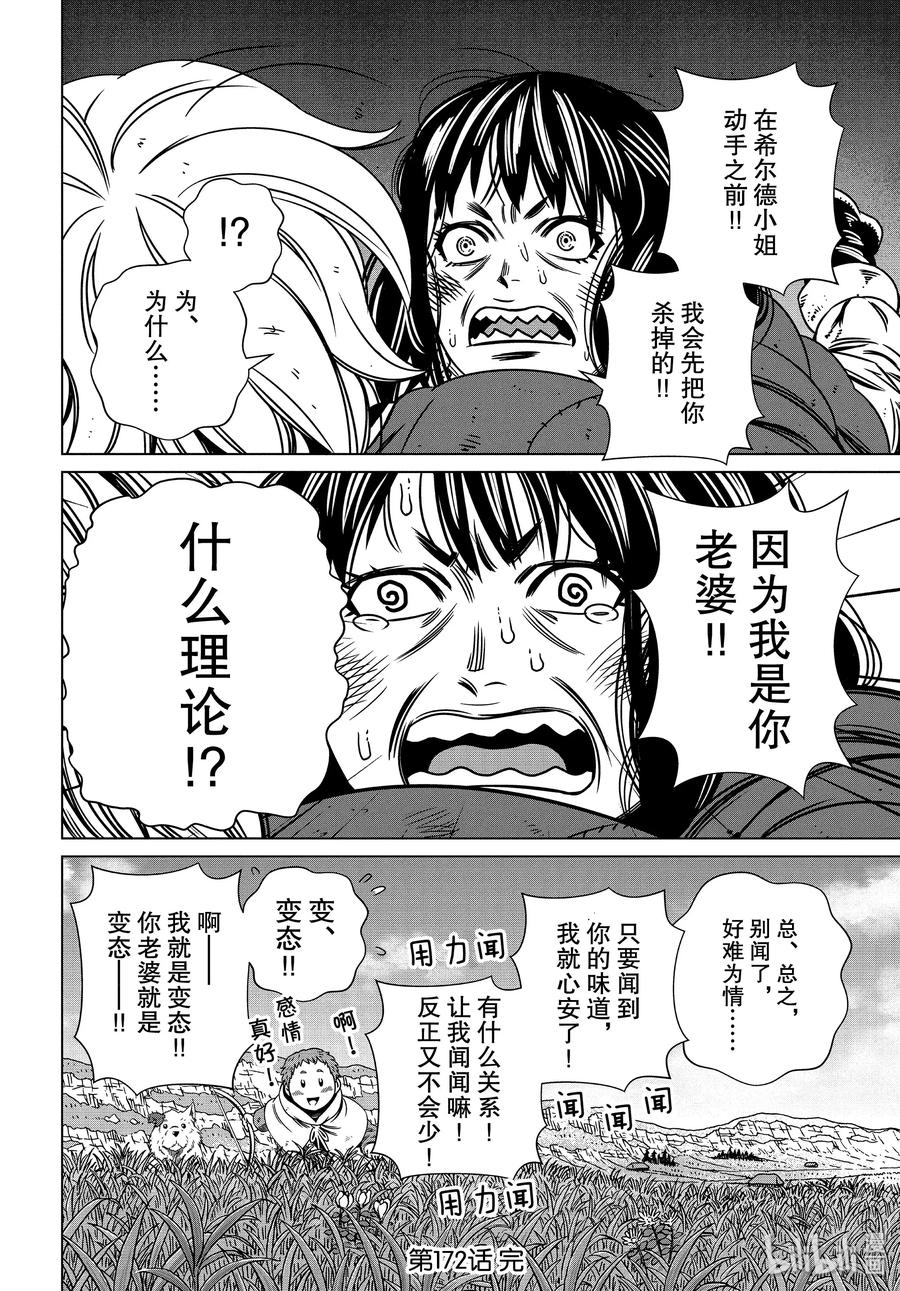 在希尔德小姐
动手之前!!
我会先把你
杀掉的!!
!?
为、
为什么……
因为我是你
老婆!!
什么理论!?
总、总之，
别闻了，
好难为情……
只要闻到
你的味道，
我就心安了！
闻闻闻
用力闻
有什么关系！
让我闻闻嘛！
反正又不会少！
用力闻
变、
变态!!
啊！
感情
真好！
啊——
我就是变态!!
你老婆就是
变态——!!
第172话 完
bilibili
漫画